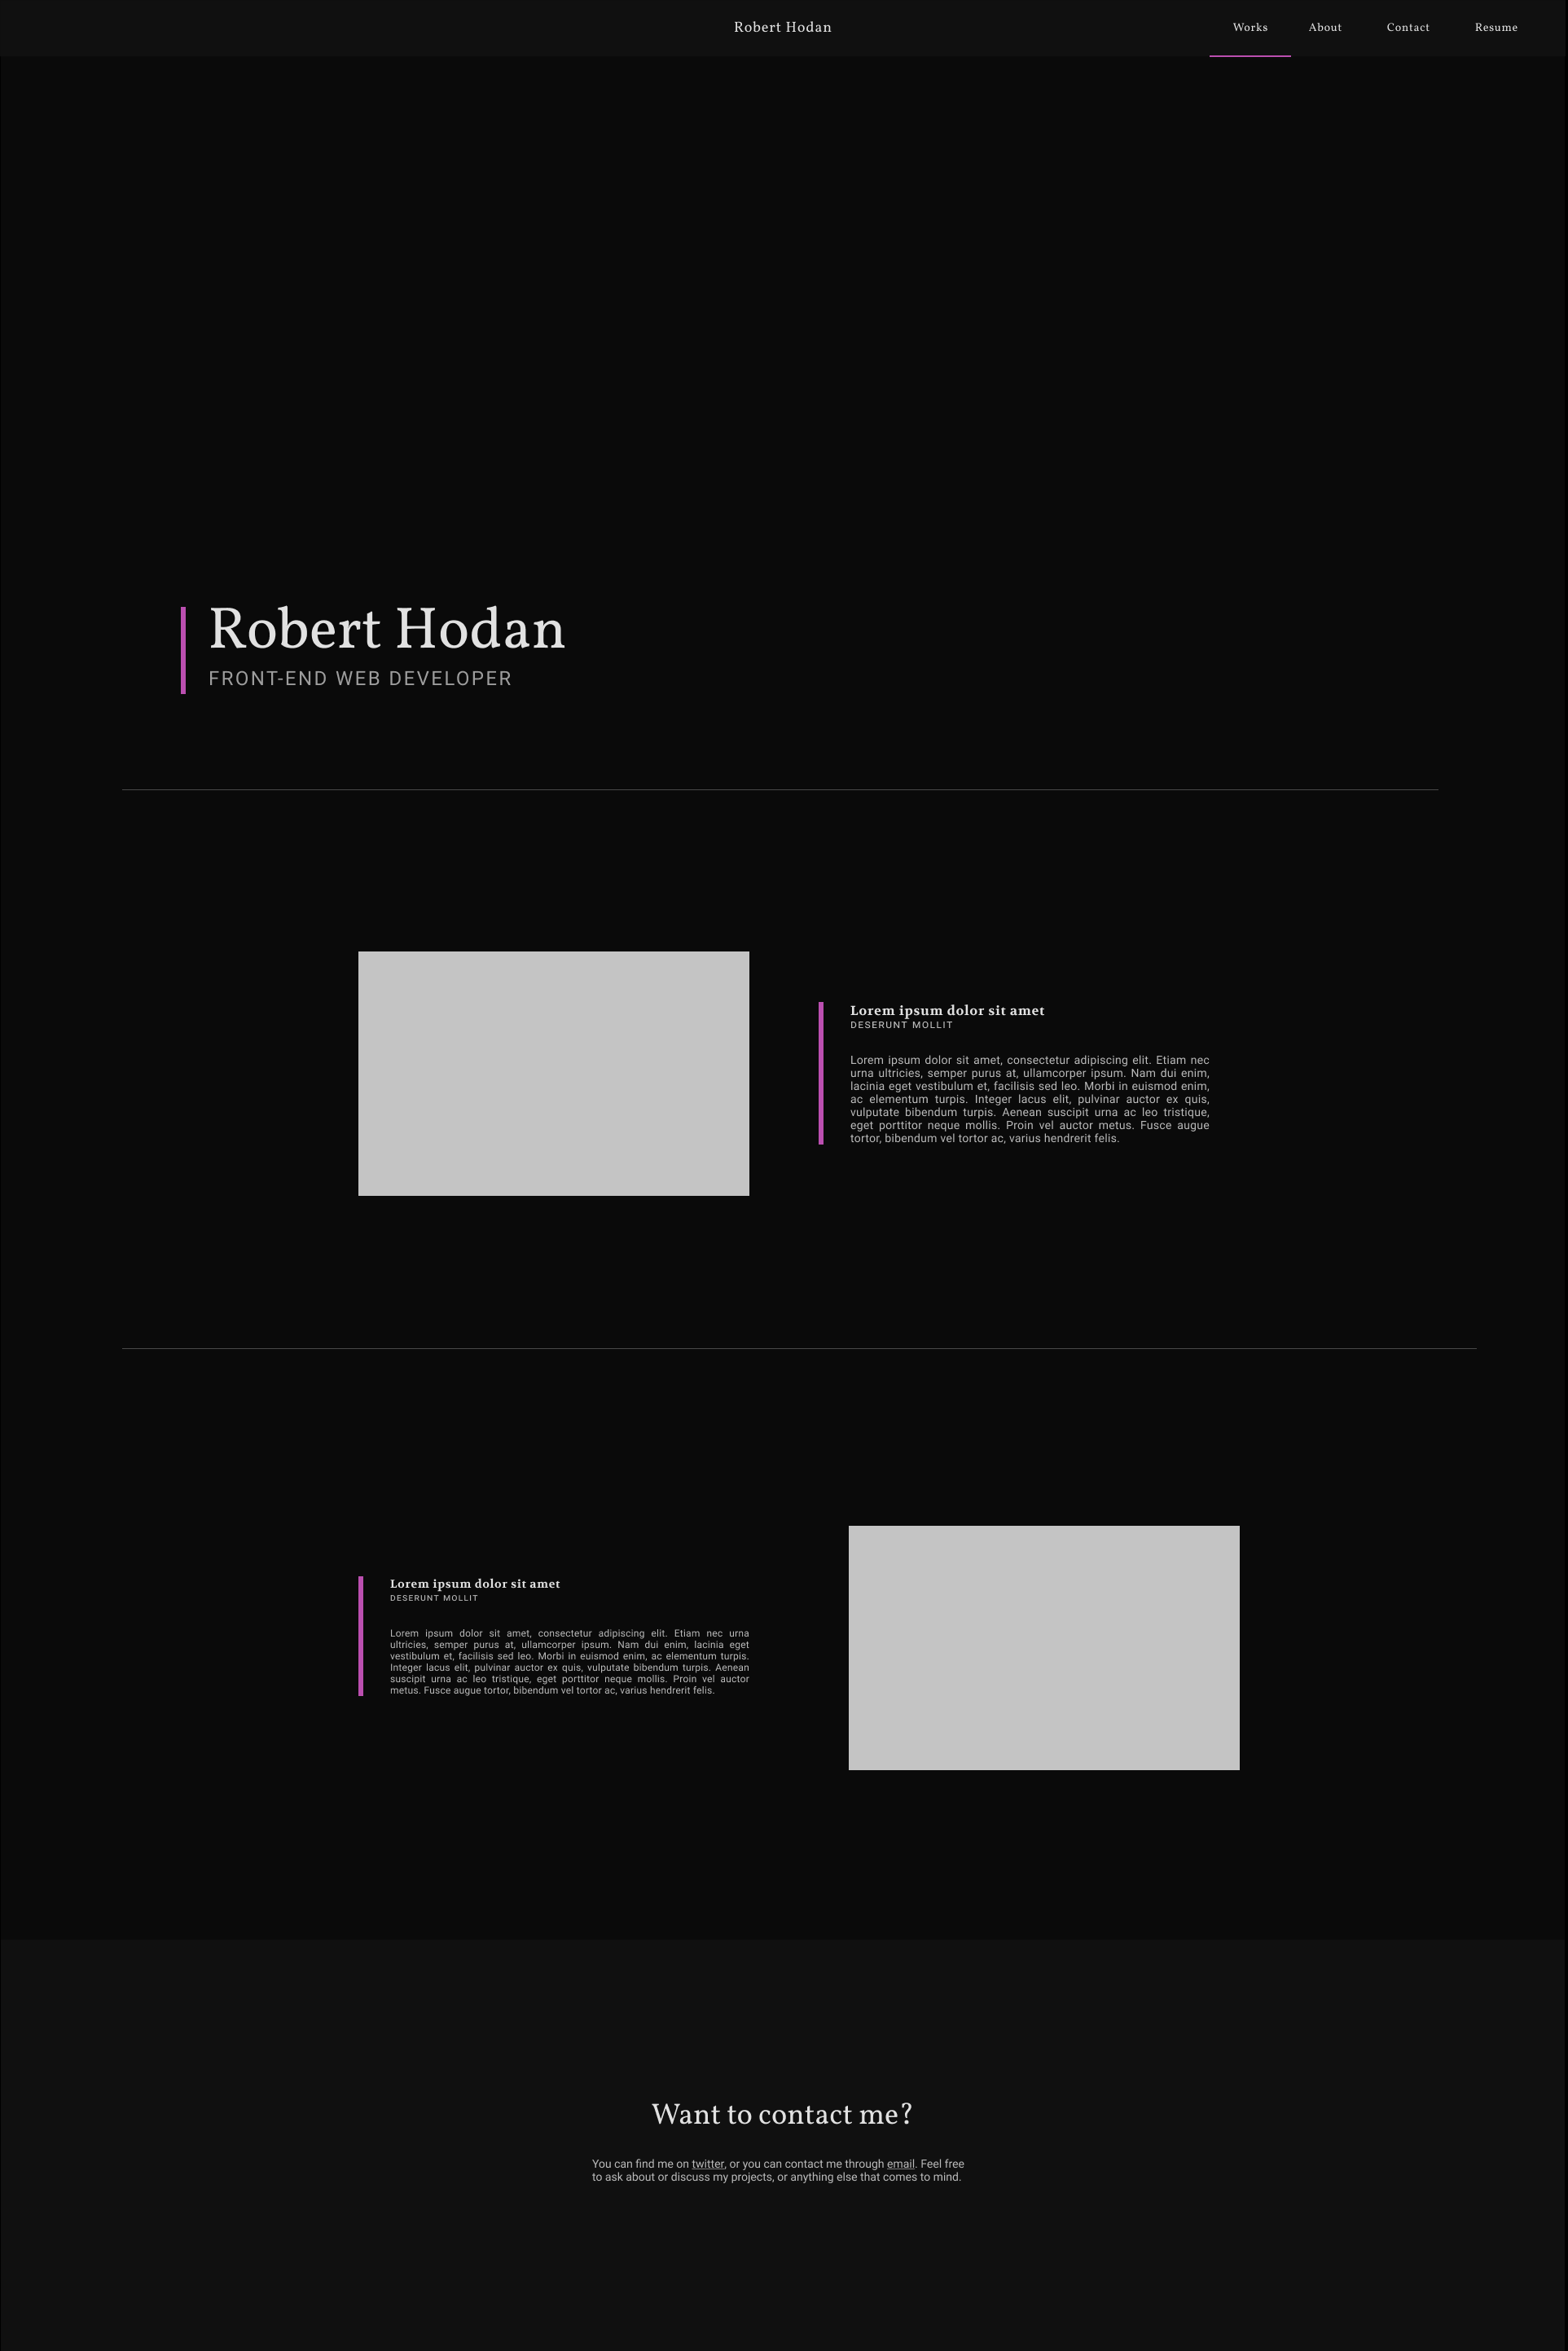 Robert Hodan
Works
About
Contact
Resume
Robert Hodan
FRONT-END WEB DEVELOPER
Lorem ipsum dolor sit amet
DESERUNT MOLLIT
Lorem ipsum dolor sit amet, consectetur adipiscing elit. Etiam nec
urna ultricies, semper purus at, ullamcorper ipsum. Nam dui enim,
lacinia eget vestibulum et, facilisis sed leo. Morbi in euismod enim,
ac elementum turpis. Integer lacus elit, pulvinar auctor ex quis,
vulputate bibendum turpis. Aenean suscipit urna ac leo tristique,
eget porttitor neque mollis. Proin vel auctor metus. Fusce augue
tortor, bibendum vel tortor ac, varius hendrerit felis.
Lorem ipsum dolor sit amet
DESERUNT MOLLIT
Lorem ipsum dolor sit amet, consectetur adipiscing elit. Etiam nec urna
ultricies, semper purus at, ullamcorper ipsum. Nam dui enim, lacinia eget
vestibulum et, facilisis sed leo. Morbi in euismod enim, ac elementum turpis.
Integer lacus elit, pulvinar auctor ex quis, vulputate bibendum turpis. Aenean
suscipit urna ac leo tristique, eget porttitor neque mollis. Proin vel auctor
metus. Fusce augue tortor, bibendum vel tortor ac, varius hendrerit felis.
Want to contact me?
You can find me on twitter, or you can contact me through email. Feel free
to ask about or discuss my projects, or anything else that comes to mind.